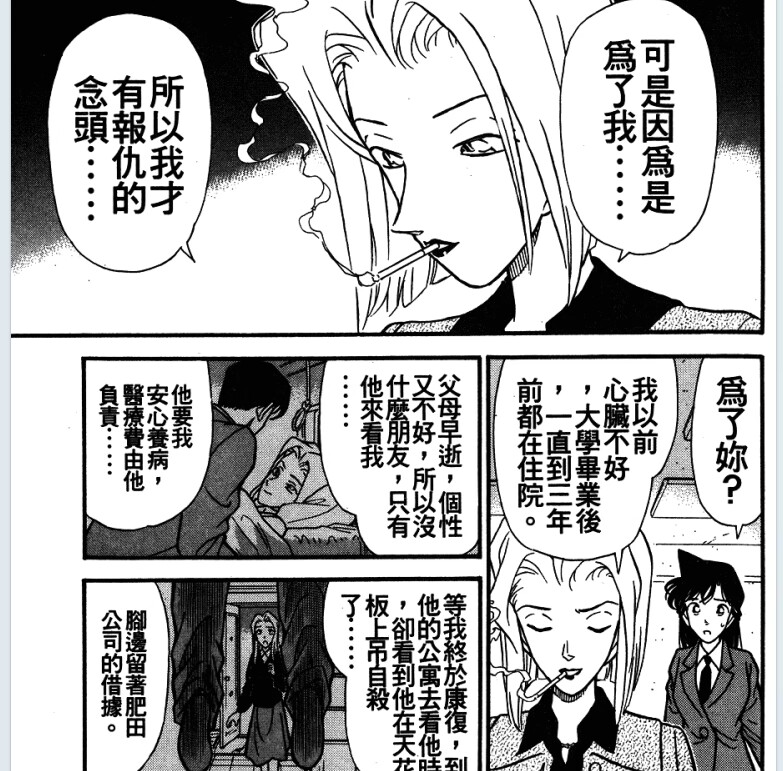 可是因爲是
爲了我⋯⋯
所以我才
有報仇的
念頭⋯⋯
爲了妳?
我以前
心臟不好
,大學畢業後
,一直到三年
前都在住院。
父母早逝,個性
又不好,所以沒
什麼朋友,只有
他來看我
⋯⋯
他要我
安心養病,
醫療費由他
負責⋯⋯
等我終於康復,到
他的公寓去看他時
,卻看到他在天花
板上吊自殺
了⋯⋯
腳邊留著肥田
公司的借據。